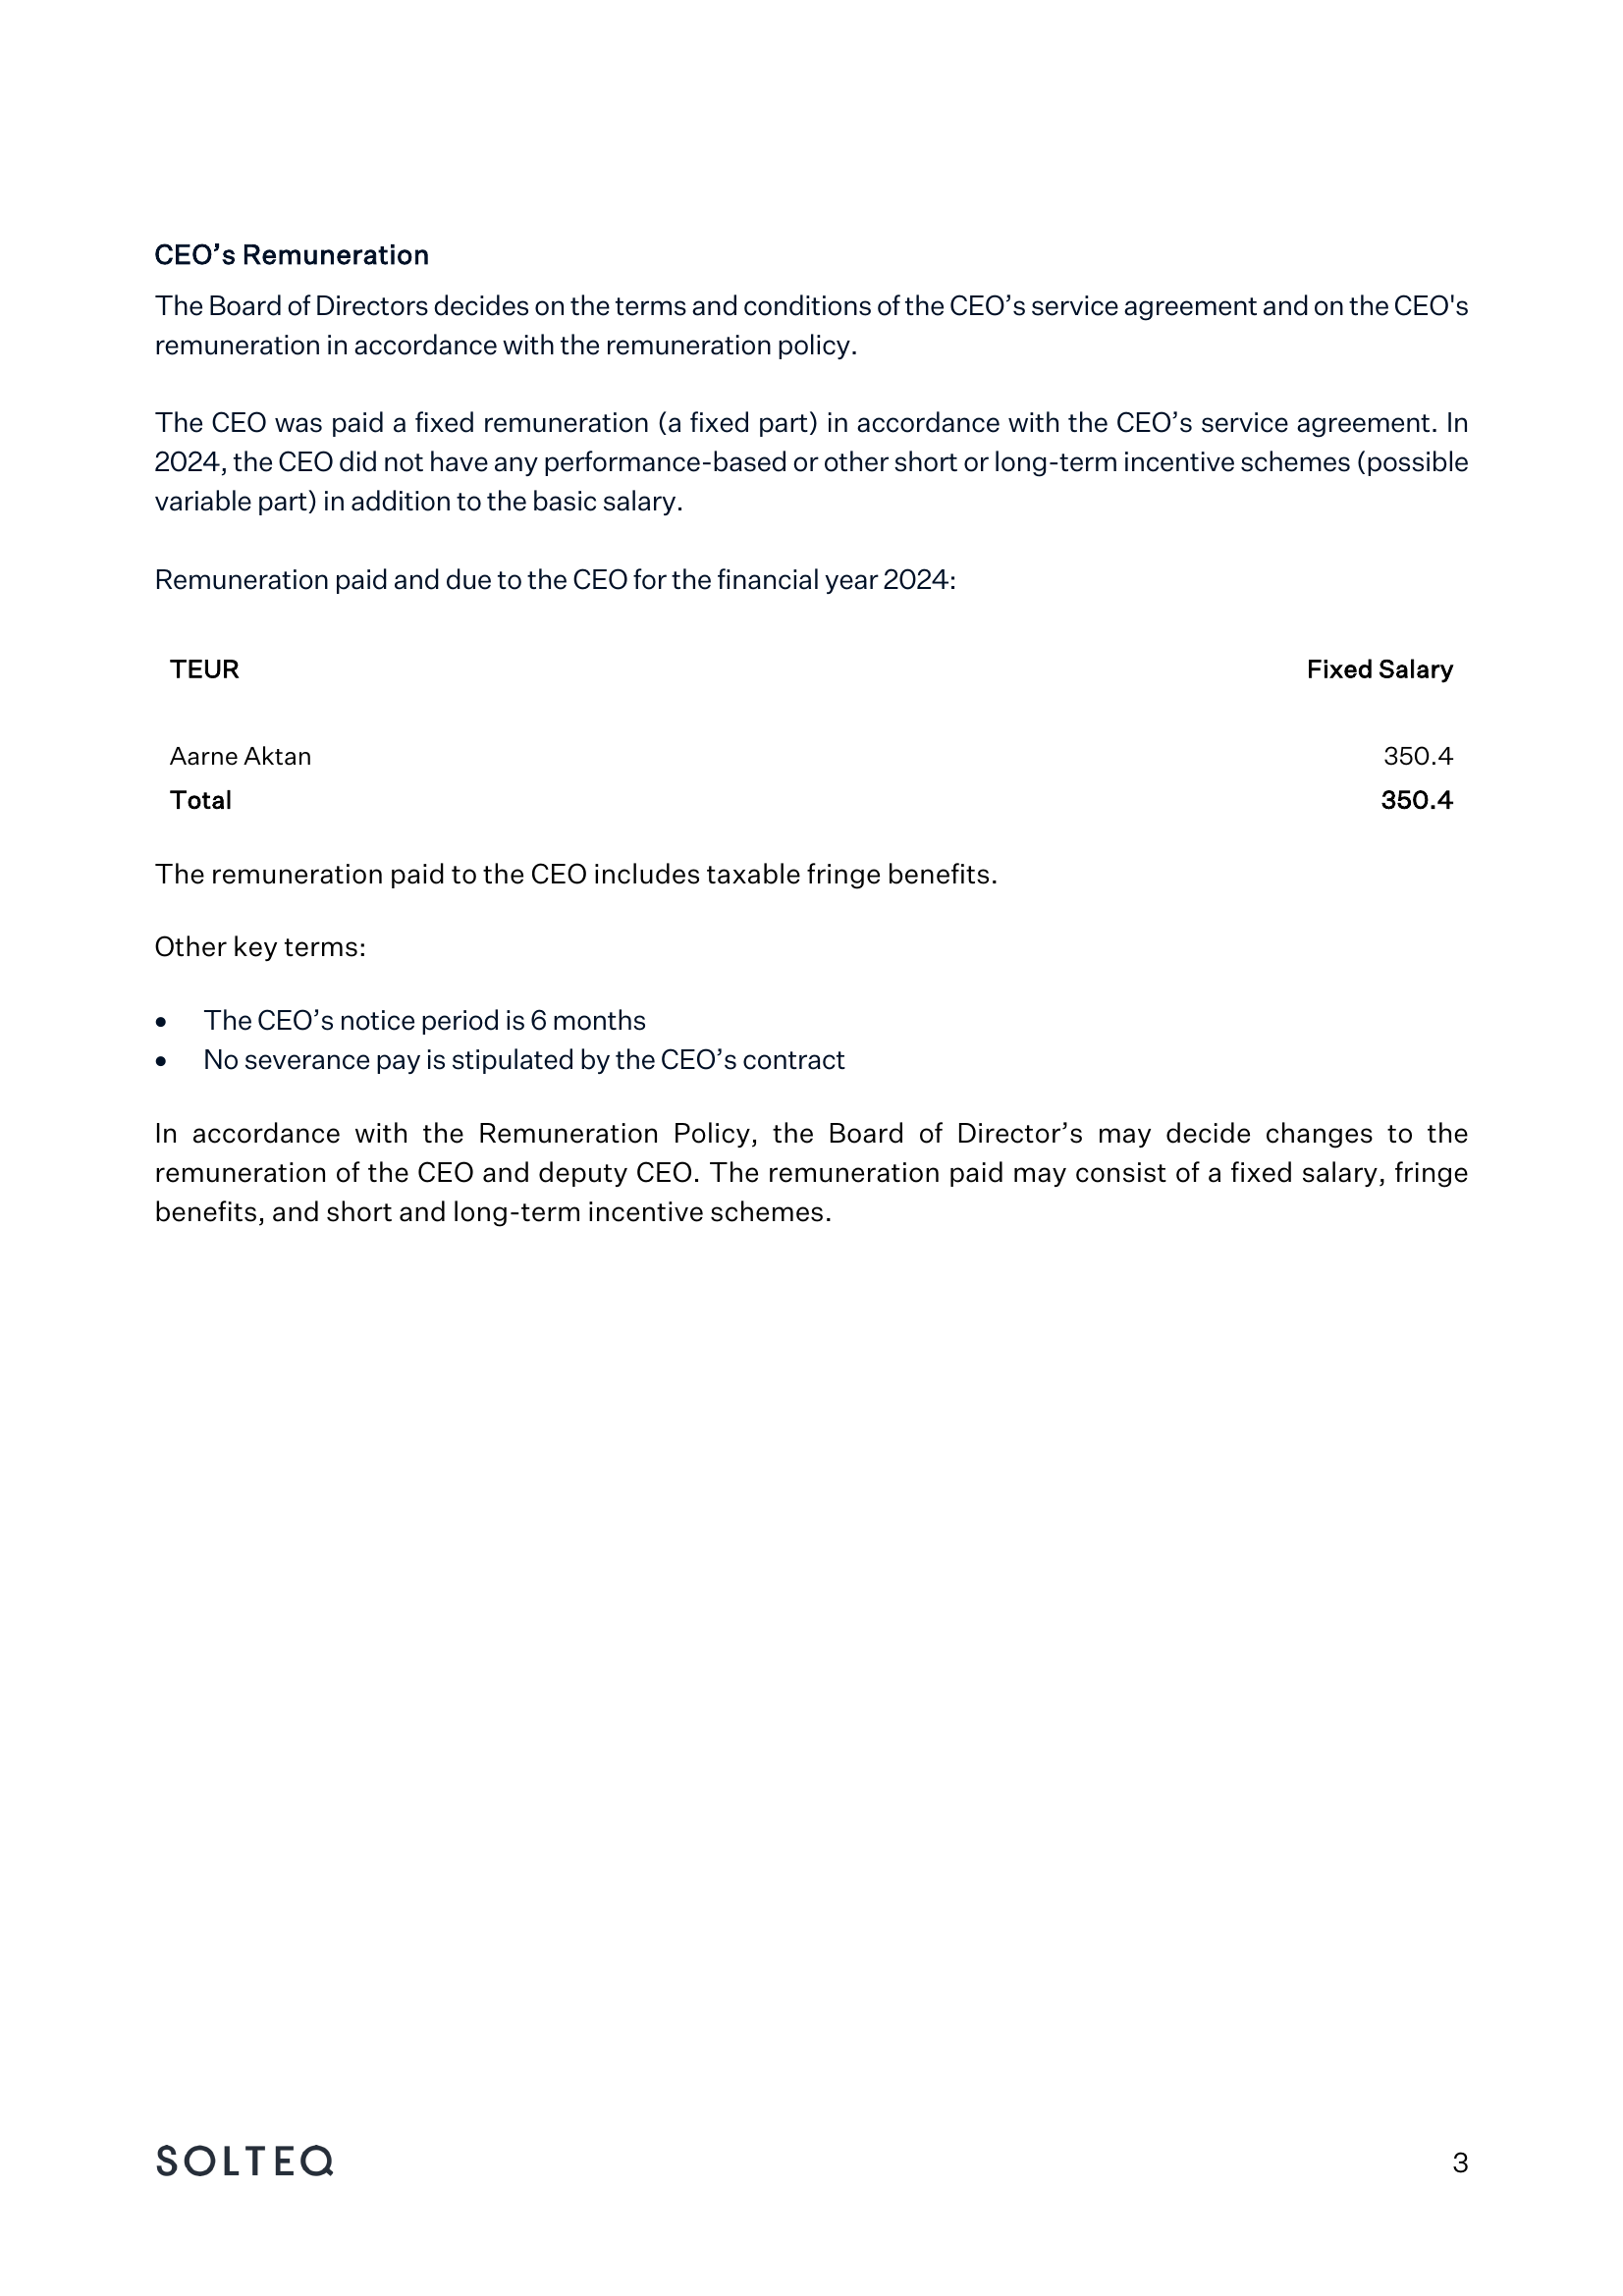 CEO’s Remuneration
The Board of Directors decides on the terms and conditions of the CEO’s service agreement and on the CEO's
remuneration in accordance with the remuneration policy.
The CEO was paid a fixed remuneration (a fixed part) in accordance with the CEO’s service agreement. In
2024, the CEO did not have any performance-based or other short or long-term incentive schemes (possible
variable part) in addition to the basic salary.
Remuneration paid and due to the CEO for the financial year 2024:
TEUR Fixed Salary
Aarne Aktan 350.4
Total 350.4
The remuneration paid to the CEO includes taxable fringe benefits.
Other key terms:
• The CEO’s notice period is 6 months
• No severance pay is stipulated by the CEO’s contract
In accordance with the Remuneration Policy, the Board of Director’s may decide changes to the
remuneration of the CEO and deputy CEO. The remuneration paid may consist of a fixed salary, fringe
benefits, and short and long-term incentive schemes.
SOLTEQ 3